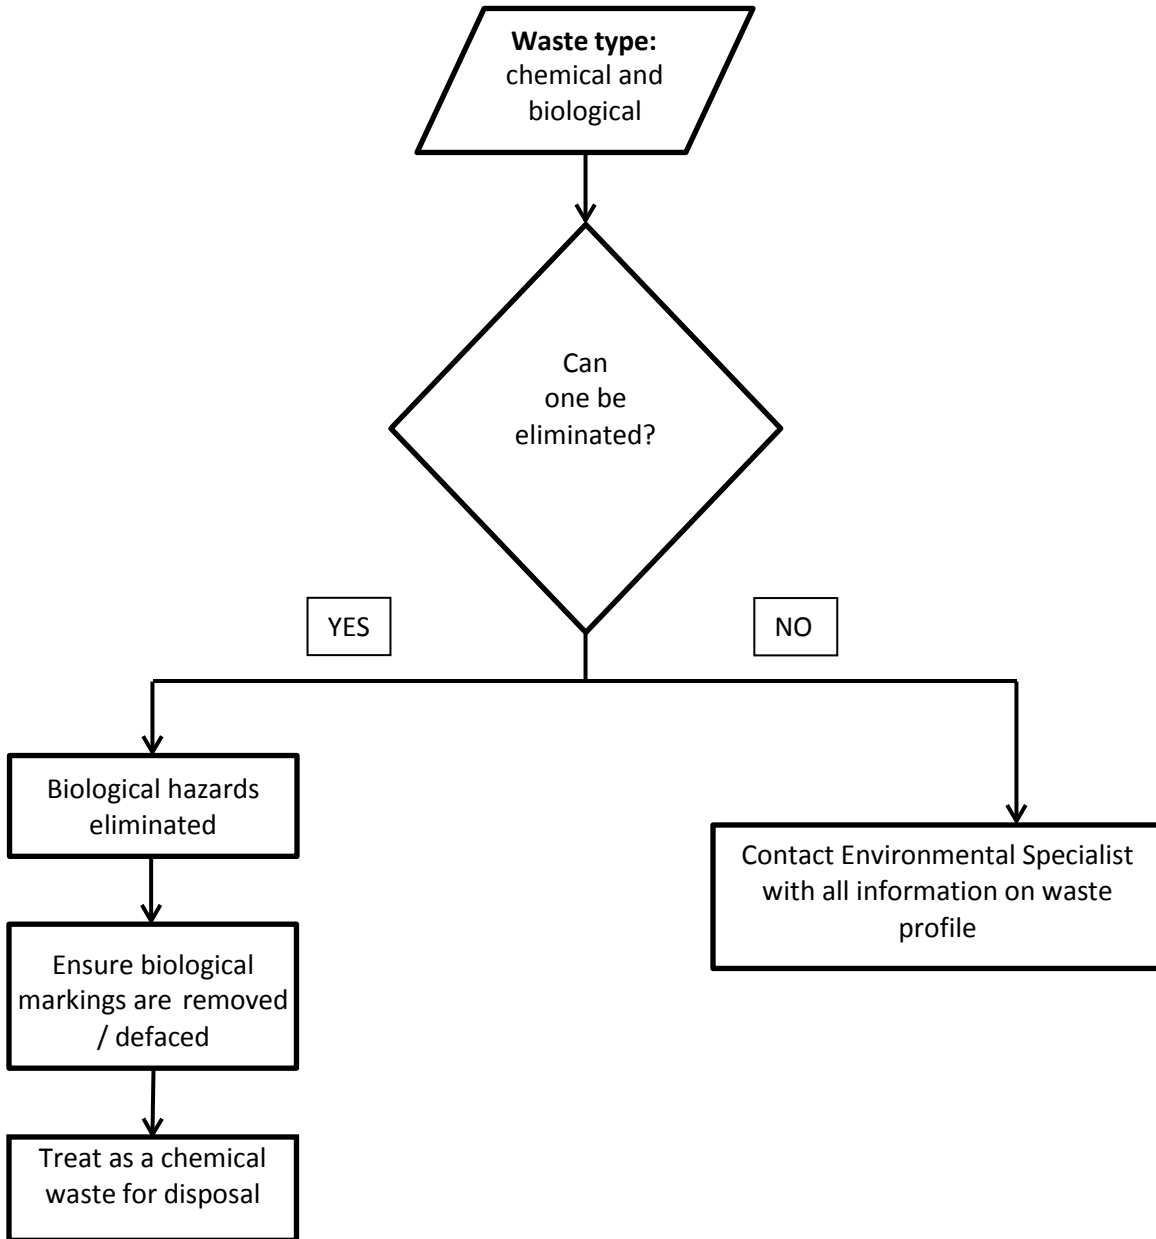 Waste type:
chemical and
biological
Can
one be
eliminated?
YES
NO
Biological hazards
eliminated
Contact Environmental Specialist
with all information on waste
profile
Ensure biological
markings are removed
/ defaced
Treat as a chemical
waste for disposal